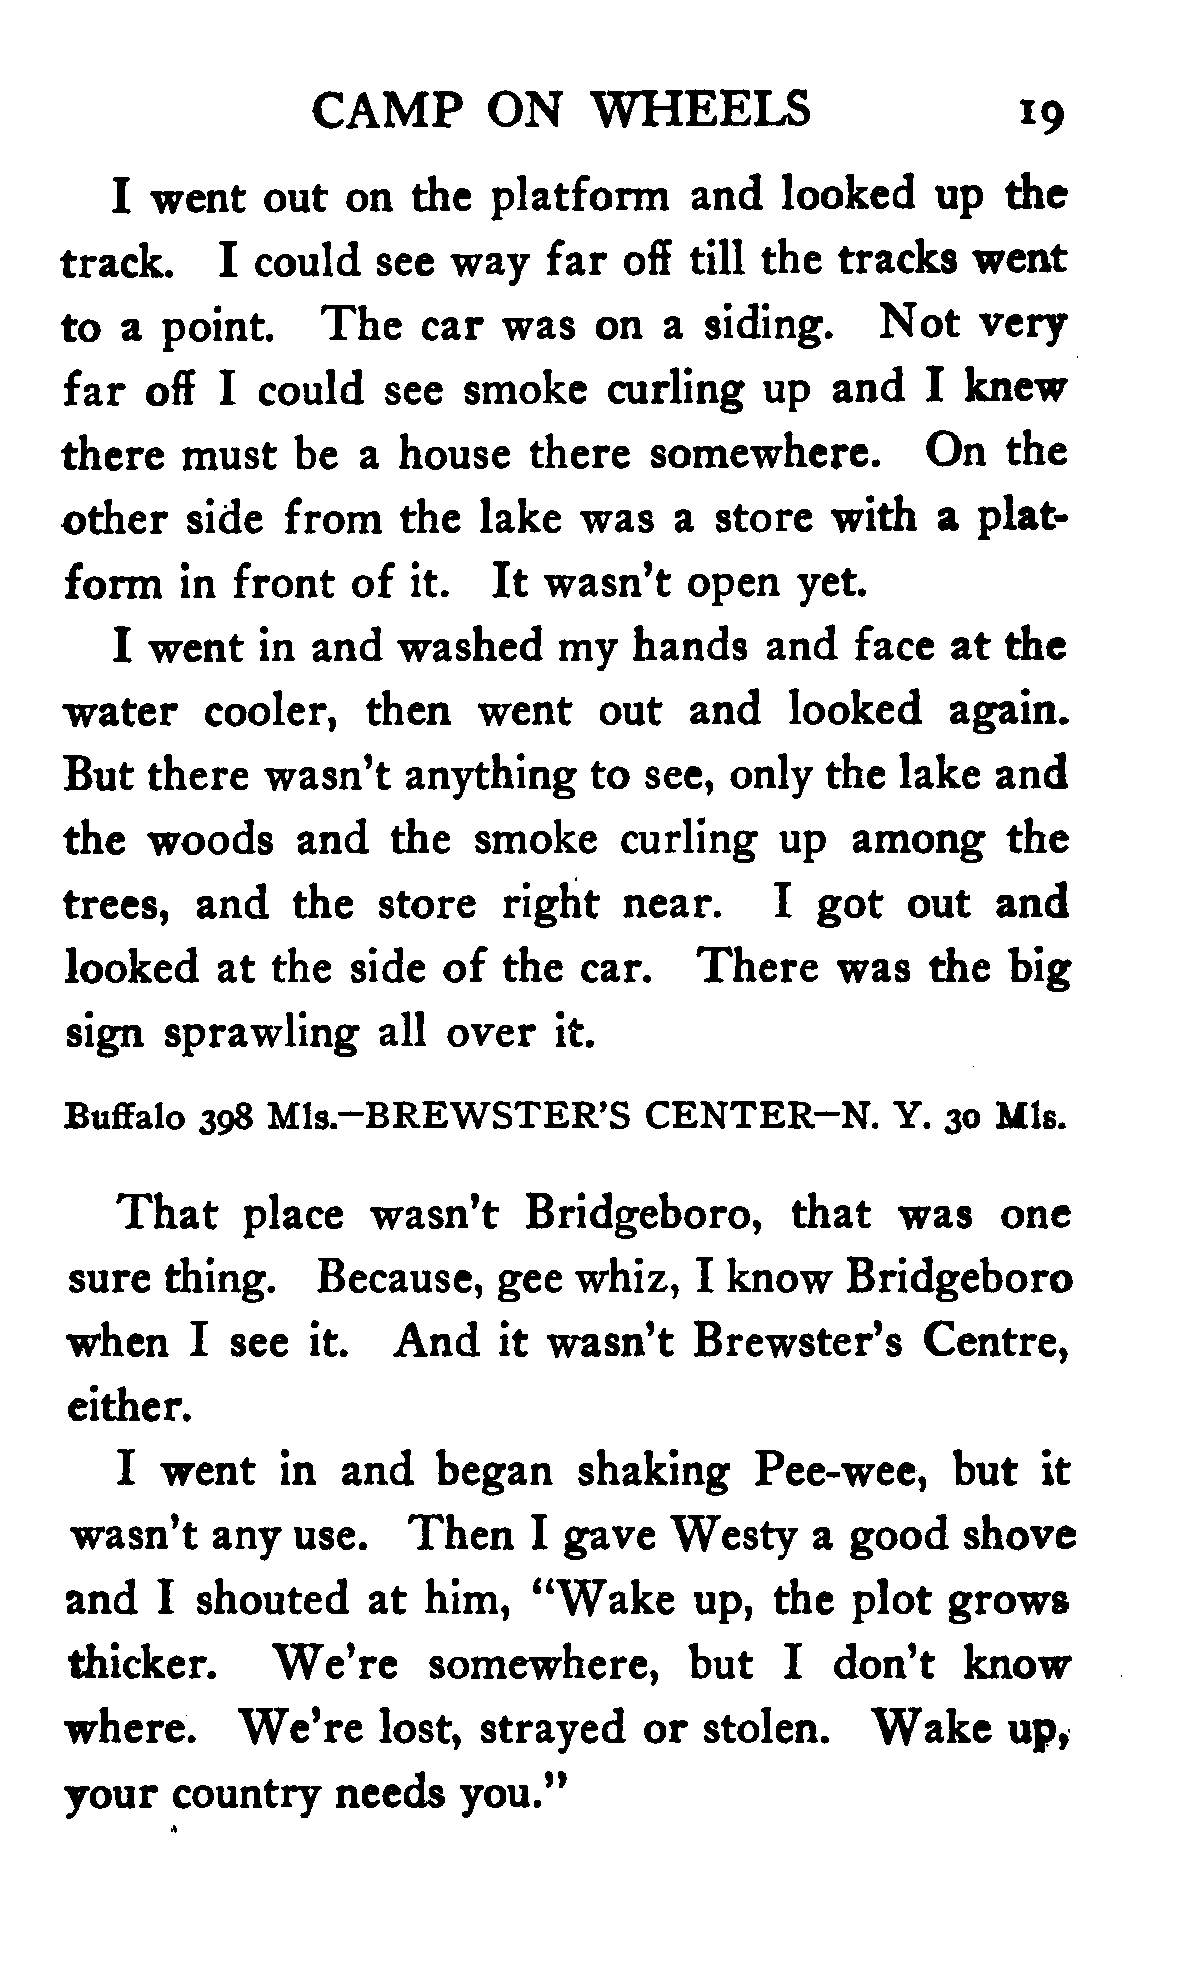 CAMP ON WHEELS 19
I went out on the platform and looked up the
track. I could see way far off till the tracks went
to a point. The car was on a siding. Not very
far off I could see smoke curling up and I knew
there must be a house there somewhere. On the
other side from the lake was a store with a plat-
form in front of it. It wasn't open yet.
I went in and washed my hands and face at the
water cooler, then went out and looked again.
But there wasn't anything to see, only the lake and
the woods and the smoke curling up among the
trees, and the store right near. I got out and
looked at the side of the car. There was the big
sign sprawling all over it.
Buffalo 398 Mls.—BREWSTER'S CENTER—N. Y. 30 Mls.
That place wasn't Bridgeboro, that was one
sure thing. Because, gee whiz, I know Bridgeboro
when I see it. And it wasn't Brewster's Centre,
either.
I went in and began shaking Pee-wee, but it
wasn't any use. Then I gave Westy a good shove
and I shouted at him, "Wake up, the plot grows
thicker. We're somewhere, but I don't know
where. We're lost, strayed or stolen. Wake up,
your country needs you."